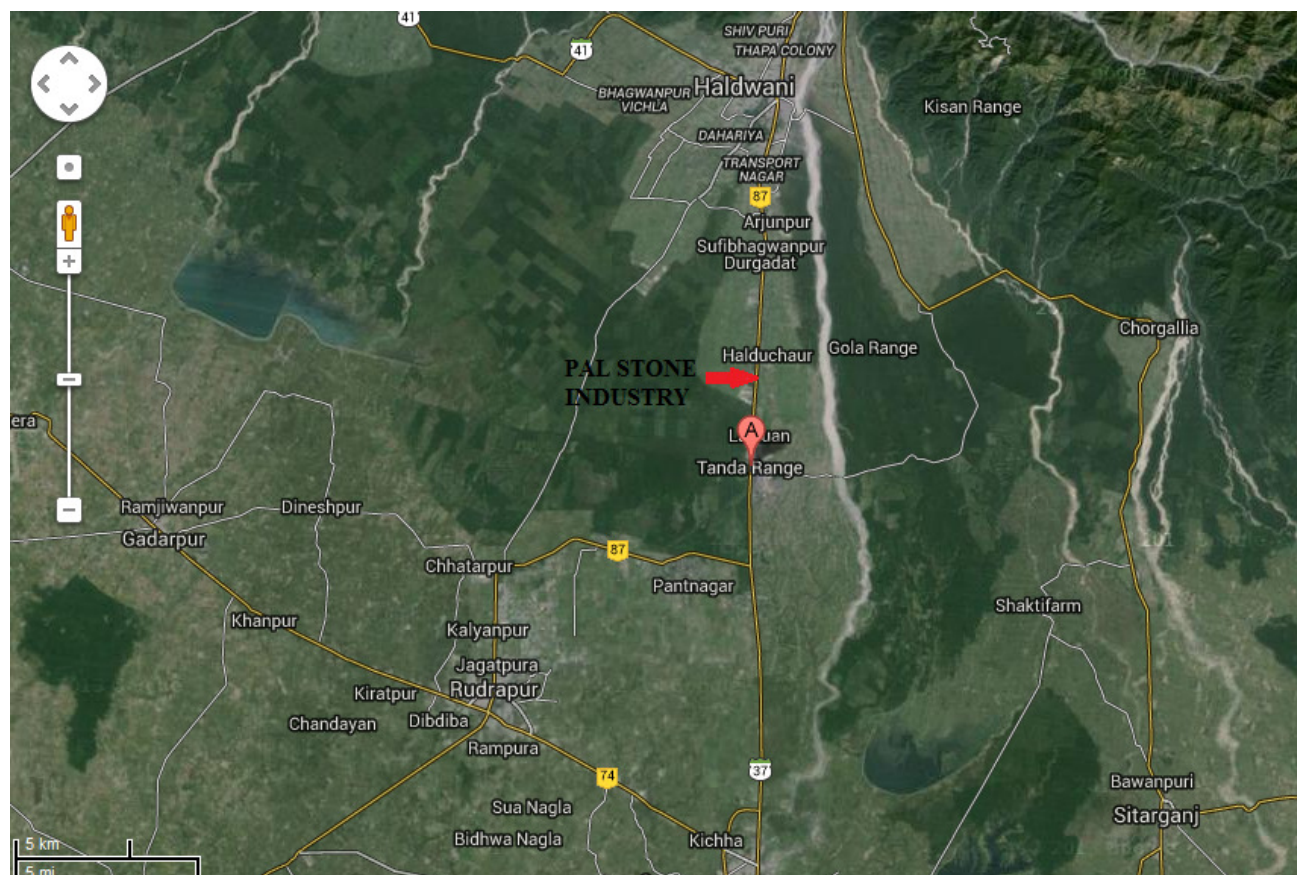 41
41
SHIV PURI
THAPA COLONY
BHAGWANPUR
VICHLA
Haldwani
Kisan Range
DAHARIYA
TRANSPORT
NAGAR
87
Arjunpur
Sufibhagwanpur
Durgadat
Chorgallia
Halduchaur
Gola Range
PAL STONE
INDUSTRY
era
A
Tanda Range
Ramjiwanpur
Dineshpur
Gadarpur
87
Chhatarpur
Pantnagar
Shaktifarm
Khanpur
Kalyanpur
Jagatpura
Kiratpur
Rudrapur
Chandayan
Dibdiba
Rampura
74
37
Bawanpuri
Sua Nagla
Sitarganj
Bidhwa Nagla
Kichha
5 km
5 mi